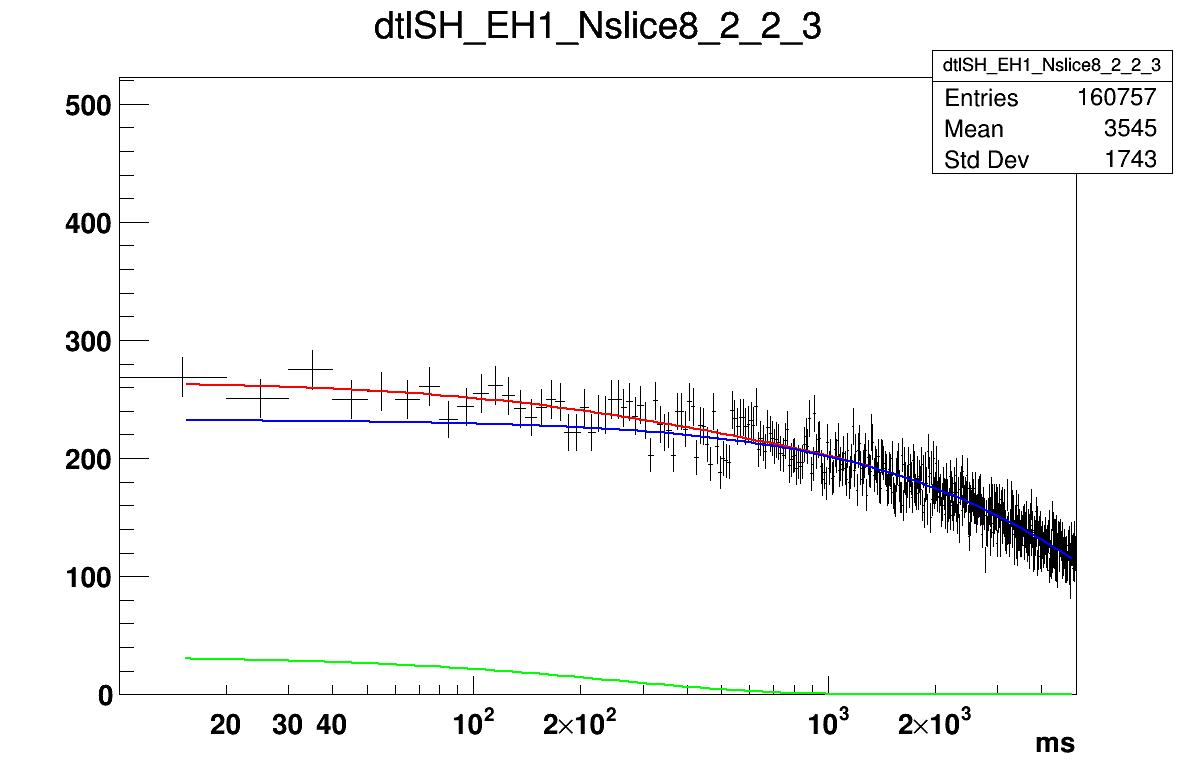 dtlSH_EH1_Nslice8_2_2_3
dtlSH_EH1_Nslice8_2_2_3
Entries 160757
Mean 3545
Std Dev 1743
500
400
300
200
100
0
20 30 40 10² 2×10² 10³ 2×10³
ms